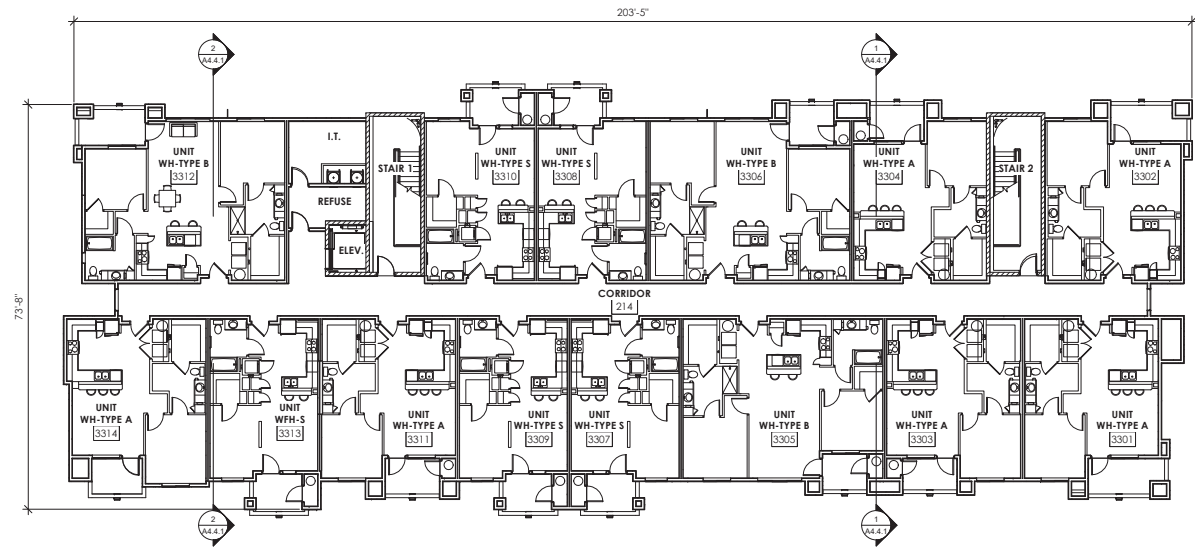 203'-5"
2
A4.4.1
1
A4.4.1
73'-8"
UNIT
WH-TYPE B
3312
I.T.
REFUSE
ELEV.
STAIR 1
UNIT
WH-TYPE S
3310
UNIT
WH-TYPE S
3308
UNIT
WH-TYPE B
3306
UNIT
WH-TYPE A
3304
STAIR 2
UNIT
WH-TYPE A
3302
CORRIDOR
214
UNIT
WH-TYPE A
3314
UNIT
WFH-S
3313
UNIT
WH-TYPE A
3311
UNIT
WH-TYPE S
3309
UNIT
WH-TYPE S
3307
UNIT
WH-TYPE B
3305
UNIT
WH-TYPE A
3303
UNIT
WH-TYPE A
3301
2
A4.4.1
1
A4.4.1